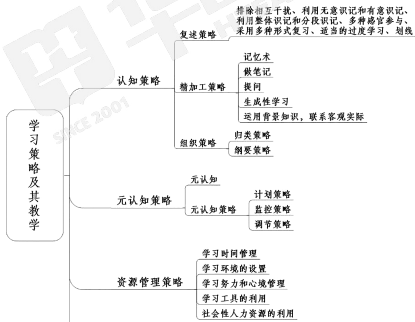 排除相互干扰、利用无意识记和有意识记、
利用整体识记和分段识记、多种感官参与、
复述策略
采用多种形式复习、适当的过度学习、划线
记忆术
做笔记
认知策略
精加工策略
提问
生成性学习
运用背景知识，联系客观实际
归类策略
组织策略
纲要策略
学习策略及其教学
SINCE 2001
元认知
计划策略
元认知策略
元认知策略
监控策略
调节策略
学习时间管理
学习环境的设置
资源管理策略
学习努力和心境管理
学习工具的利用
社会性人力资源的利用